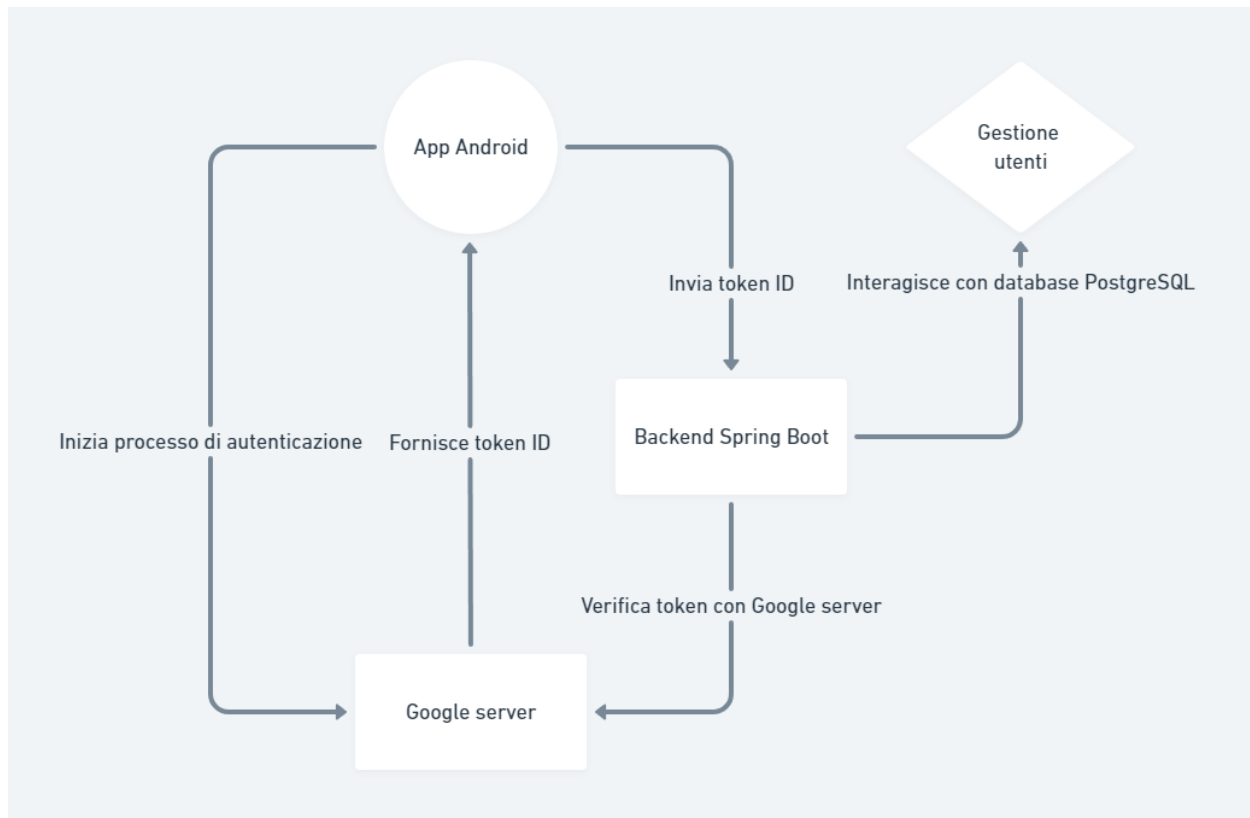 App Android
Gestione
utenti
Invia token ID
Interagisce con database PostgreSQL
Inizia processo di autenticazione
Fornisce token ID
Backend Spring Boot
Verifica token con Google server
Google server